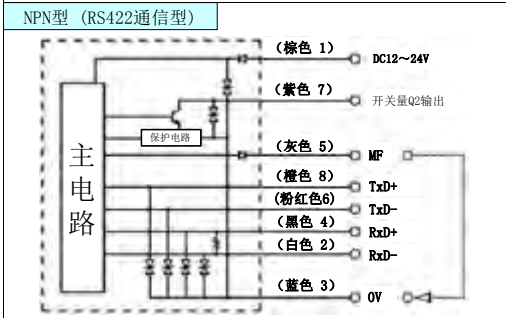 NPN型 (RS422通信型)
(棕色 1)
DC12～24V
(紫色 7)
开关量Q2输出
保护电路
(灰色 5)
MF
主电路
(橙色 8)
TxD+
(粉红色6)
TxD-
(黑色 4)
RxD+
(白色 2)
RxD-
(蓝色 3)
0V